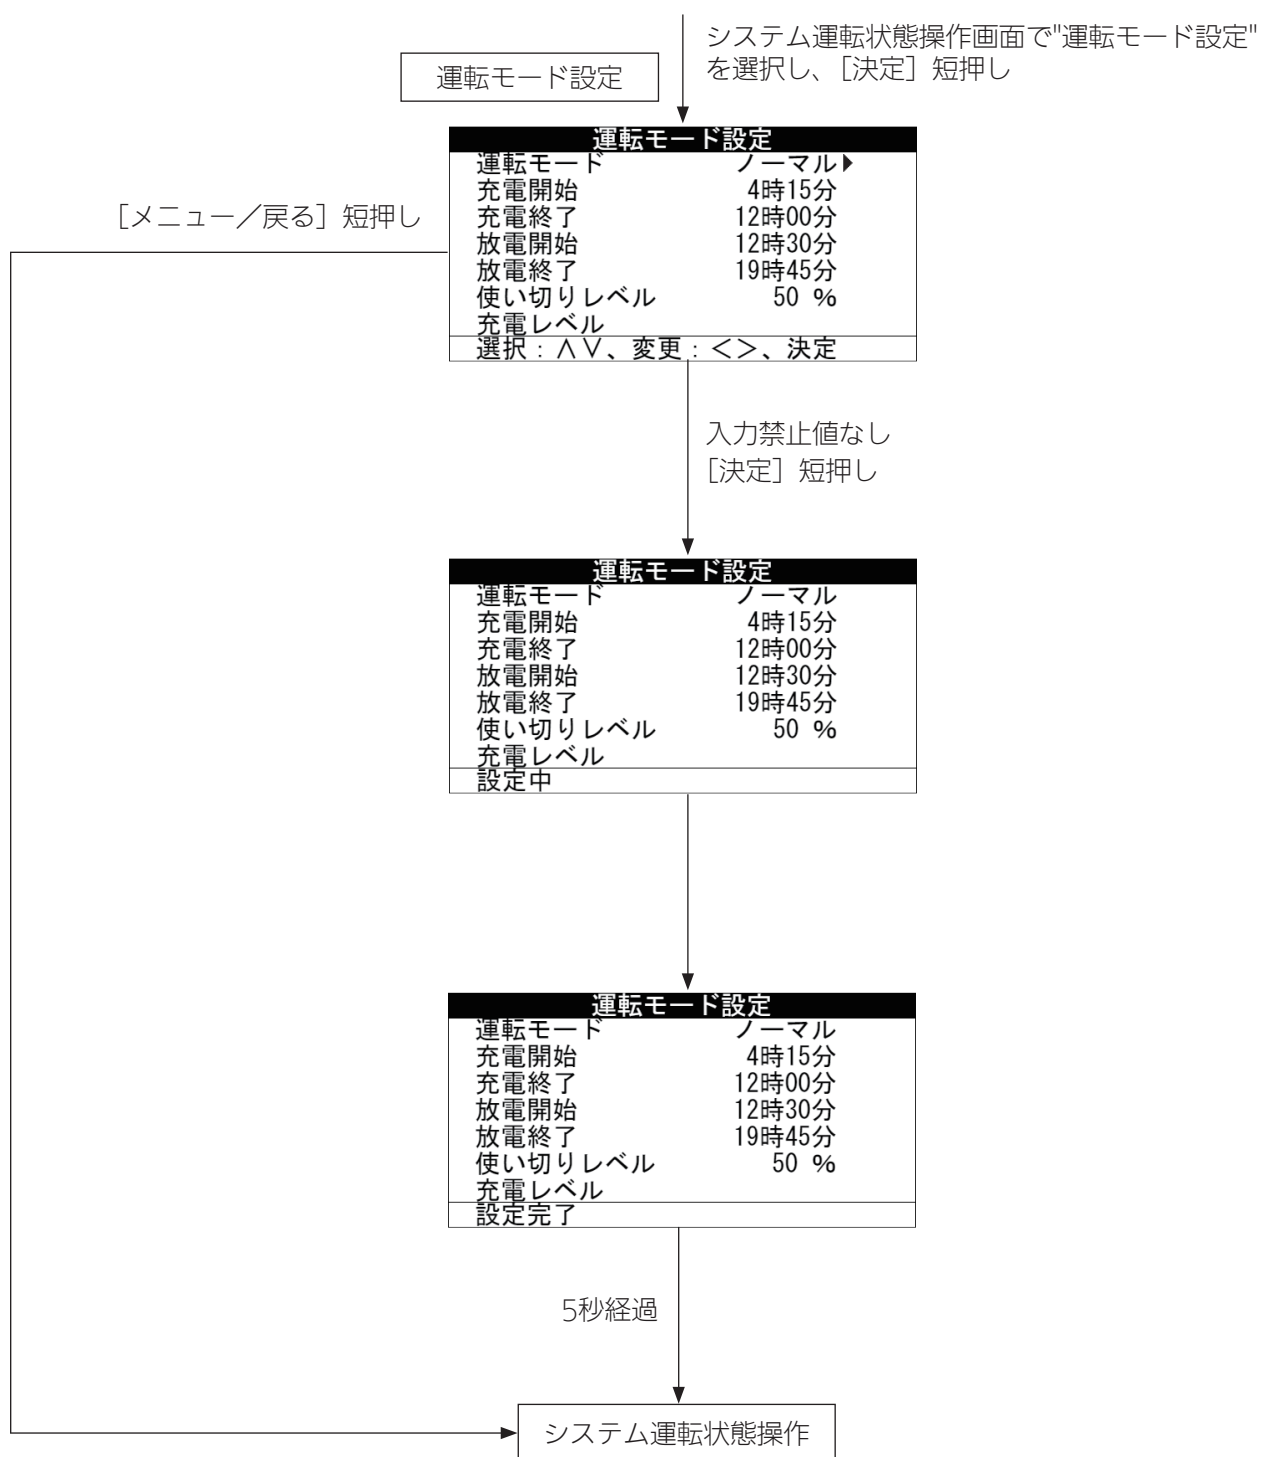 システム運転状態操作画面で"運転モード設定"
を選択し、［決定］短押し
運転モード設定
運転モード設定
運転モード ノーマル▶
充電開始 4時15分
充電終了 12時00分
放電開始 12時30分
放電終了 19時45分
使い切りレベル 50 %
充電レベル
選択：∧∨、変更：＜＞、決定
［メニュー／戻る］短押し
入力禁止値なし
［決定］短押し
運転モード設定
運転モード ノーマル
充電開始 4時15分
充電終了 12時00分
放電開始 12時30分
放電終了 19時45分
使い切りレベル 50 %
充電レベル
設定中
運転モード設定
運転モード ノーマル
充電開始 4時15分
充電終了 12時00分
放電開始 12時30分
放電終了 19時45分
使い切りレベル 50 %
充電レベル
設定完了
5秒経過
システム運転状態操作